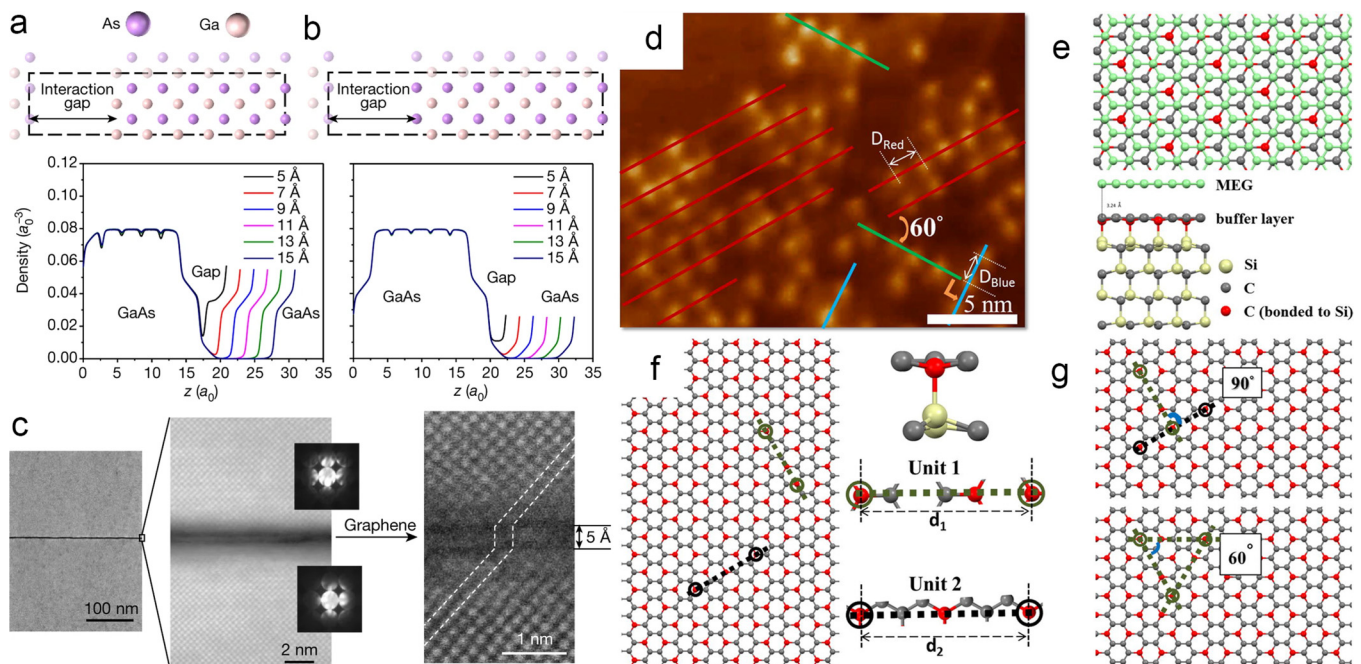 a
As
Ga
b
Interaction
gap
Interaction
gap
0.12
0.10
0.08
0.06
0.04
0.02
0.00
Density (a₀⁻³)
5 Å
7 Å
9 Å
11 Å
13 Å
15 Å
Gap
GaAs
GaAs
0 5 10 15 20 25 30 35
z (a₀)
5 Å
7 Å
9 Å
11 Å
13 Å
15 Å
Gap
GaAs
GaAs
0 5 10 15 20 25 30 35
z (a₀)
c
100 nm
2 nm
Graphene
5 Å
1 nm
d
D_Red
60°
D_Blue
5 nm
e
MEG
3.24 Å
buffer layer
Si
C
C (bonded to Si)
f
Unit 1
d₁
Unit 2
d₂
g
90°
60°